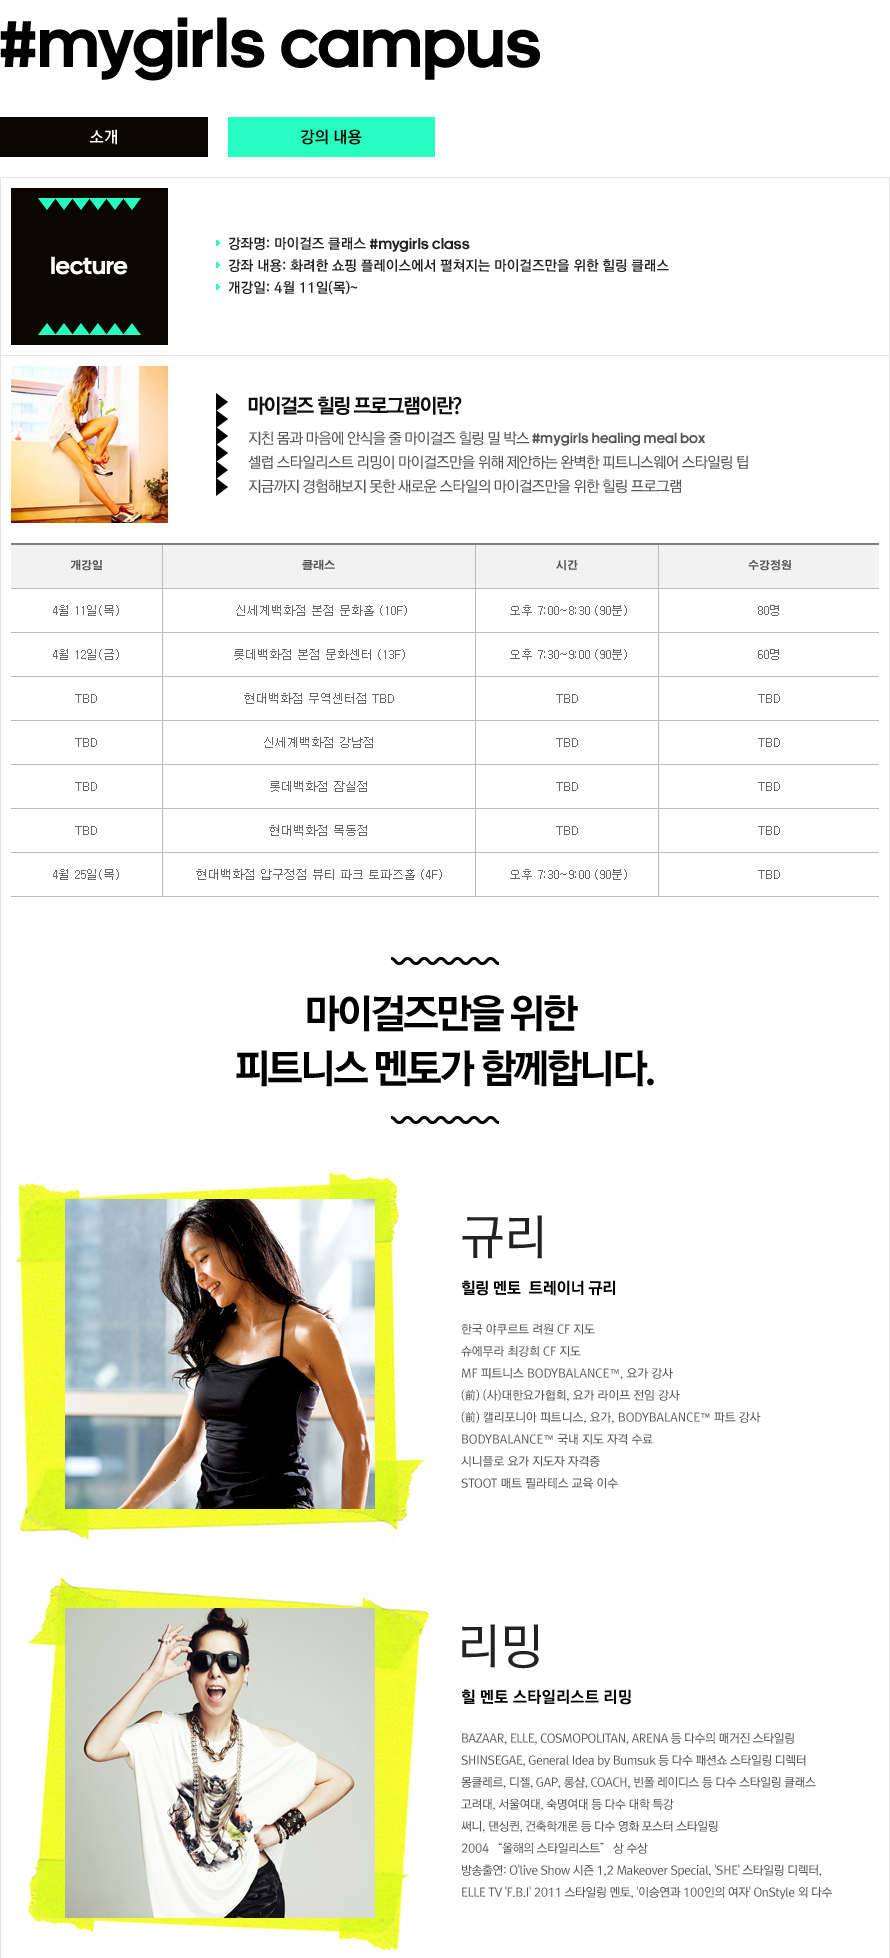 #mygirls campus
소개
강의 내용
lecture
강좌명: 마이걸즈 클래스 #mygirls class
강좌 내용: 화려한 쇼핑 플레이스에서 펼쳐지는 마이걸즈만을 위한 힐링 클래스
개강일: 4월 11일(목)~
마이걸즈 힐링 프로그램이란?
지친 몸과 마음에 안식을 줄 마이걸즈 힐링 밀 박스 #mygirls healing meal box
셀럽 스타일리스트 리밍이 마이걸즈만을 위해 제안하는 완벽한 피트니스웨어 스타일링 팁
지금까지 경험해보지 못한 새로운 스타일의 마이걸즈만을 위한 힐링 프로그램
개강일 클래스 시간 수강정원
4월 11일(목) 신세계백화점 본점 문화홀 (10F) 오후 7:00~8:30 (90분) 80명
4월 12일(금) 롯데백화점 본점 문화센터 (13F) 오후 7:30~9:00 (90분) 60명
TBD 현대백화점 무역센터점 TBD TBD TBD
TBD 신세계백화점 강남점 TBD TBD
TBD 롯데백화점 잠실점 TBD TBD
TBD 현대백화점 목동점 TBD TBD
4월 25일(목) 현대백화점 압구정점 뷰티 파크 토파즈홀 (4F) 오후 7:30~9:00 (90분) TBD
마이걸즈만을 위한
피트니스 멘토가 함께합니다.
규리
힐링 멘토 트레이너 규리
한국 야쿠르트 려원 CF 지도
슈에무라 최강희 CF 지도
MF 피트니스 BODYBALANCE™, 요가 강사
(前) (사)대한요가협회, 요가 라이프 전임 강사
(前) 캘리포니아 피트니스, 요가, BODYBALANCE™ 파트 강사
BODYBALANCE™ 국내 지도 자격 수료
시니플로 요가 지도자 자격증
STOOT 매트 필라테스 교육 이수
리밍
힐 멘토 스타일리스트 리밍
BAZAAR, ELLE, COSMOPOLITAN, ARENA 등 다수의 매거진 스타일링
SHINSEGAE, General Idea by Bumsuk 등 다수 패션쇼 스타일링 디렉터
몽클레르, 디젤, GAP, 롱샴, COACH, 빈폴 레이디스 등 다수 스타일링 클래스
고려대, 서울여대, 숙명여대 등 다수 대학 특강
써니, 댄싱퀸, 건축학개론 등 다수 영화 포스터 스타일링
2004 “올해의 스타일리스트” 상 수상
방송출연: O'live Show 시즌 1,2 Makeover Special, 'SHE' 스타일링 디렉터,
ELLE TV 'F.B.I' 2011 스타일링 멘토, '이승연과 100인의 여자' OnStyle 외 다수